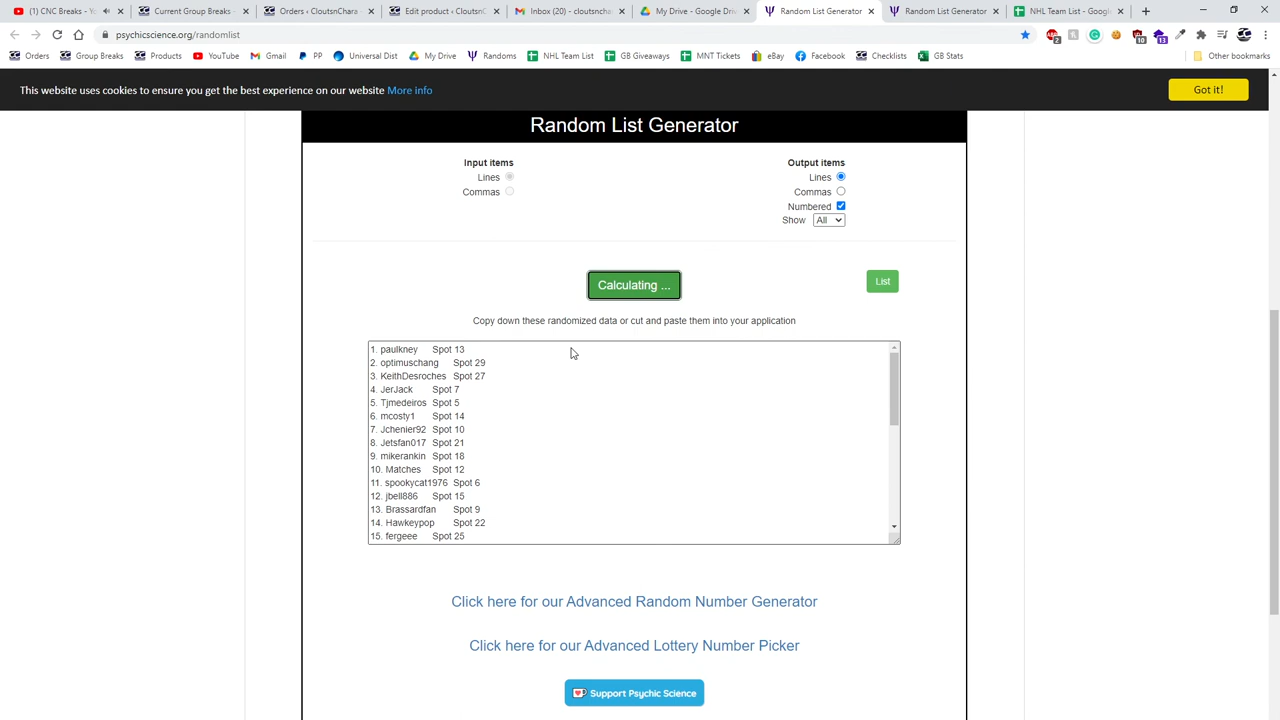 (1) CNC Breaks - Yo
Current Group Breaks
Orders ‹ CloutsnChara
Edit product ‹ CloutsnC
Inbox (20) - cloutsnchara
My Drive - Google Driv
Random List Generator
Random List Generator
NHL Team List - Googl
psychicscience.org/randomlist
Orders
Group Breaks
Products
YouTube
Gmail
PP
Universal Dist
My Drive
Randoms
NHL Team List
GB Giveaways
MNT Tickets
eBay
Facebook
Checklists
GB Stats
Other bookmarks
This website uses cookies to ensure you get the best experience on our website More info
Got it!
Random List Generator
Input items
Lines
Commas
Output items
Lines
Commas
Numbered
Show All
Calculating ...
List
Copy down these randomized data or cut and paste them into your application
1. paulkney Spot 13
2. optimuschang Spot 29
3. KeithDesroches Spot 27
4. JerJack Spot 7
5. Tjmedeiros Spot 5
6. mcosty1 Spot 14
7. Jchenier92 Spot 10
8. Jetsfan017 Spot 21
9. mikerankin Spot 18
10. Matches Spot 12
11. spookycat1976 Spot 6
12. jbell886 Spot 15
13. Brassardfan Spot 9
14. Hawkeypop Spot 22
15. fergeee Spot 25
Click here for our Advanced Random Number Generator
Click here for our Advanced Lottery Number Picker
Support Psychic Science